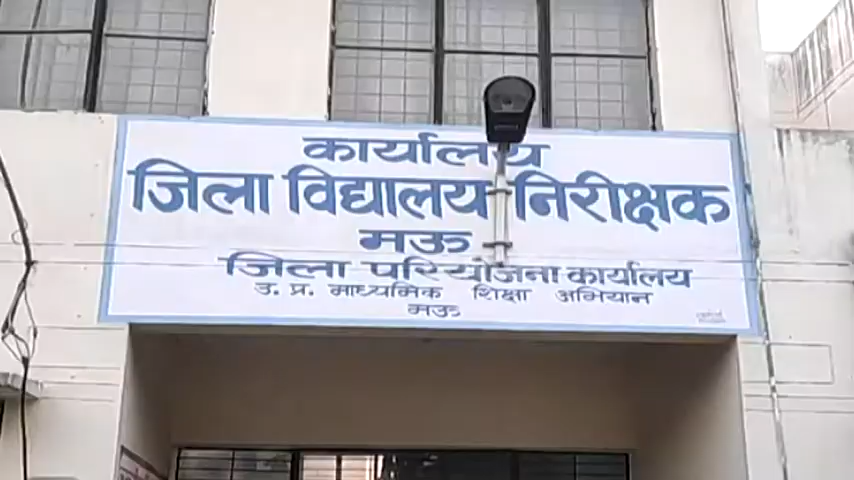 कार्यालय
जिला विद्यालय निरीक्षक
मऊ
जिला परियोजना कार्यालय
उ. प्र. माध्यमिक शिक्षा अभियान
मऊ